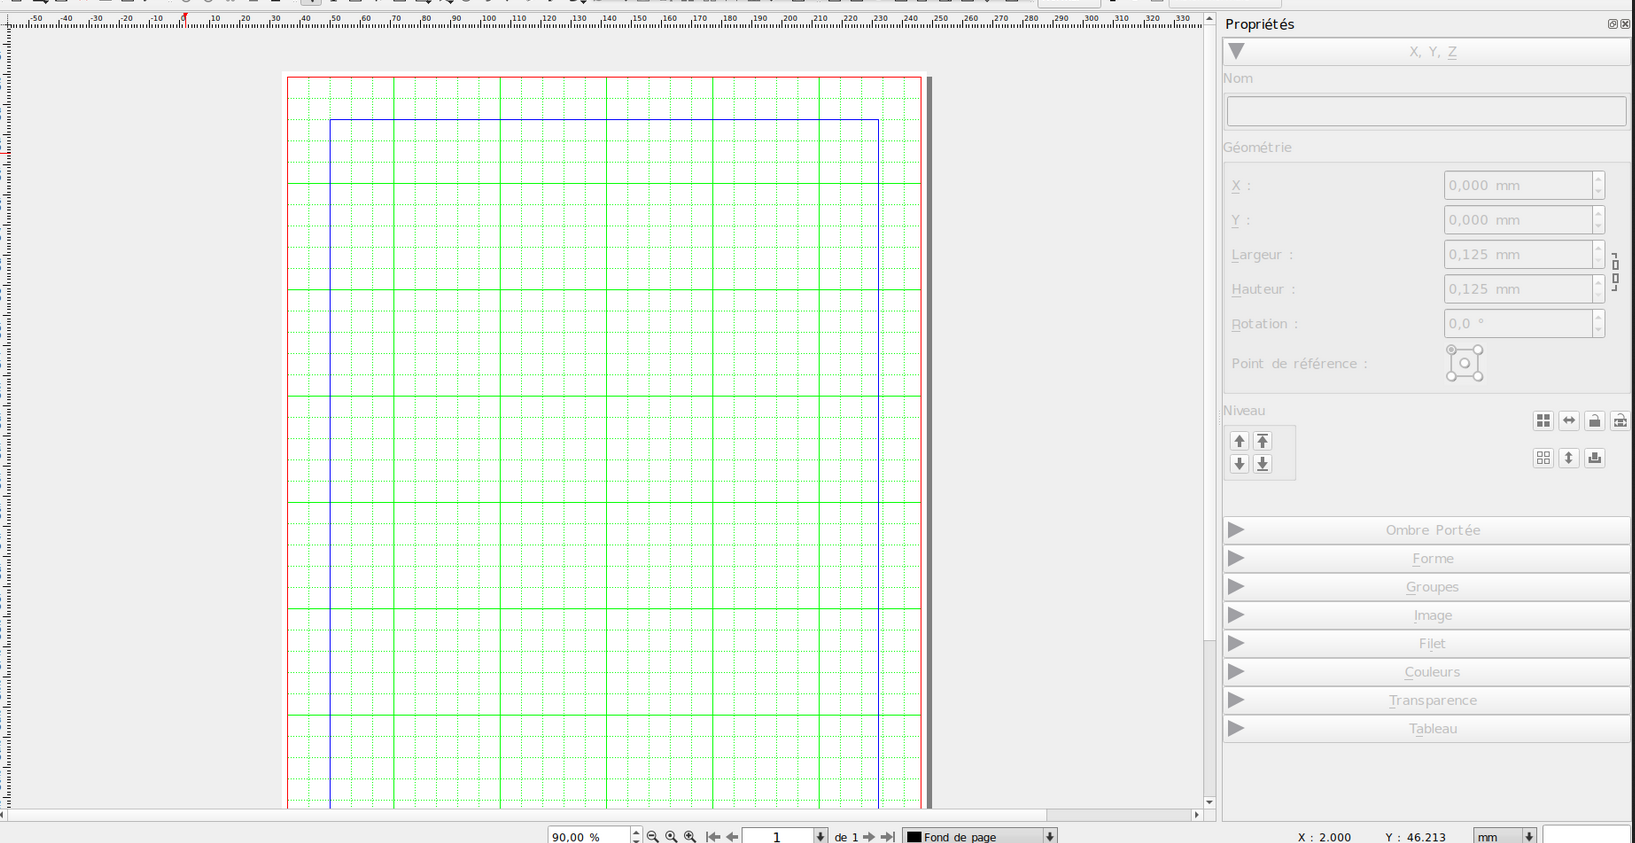 -50 -40 -30 -20 -10 0 10 20 30 40 50 60 70 80 90 100 110 120 130 140 150 160 170 180 190 200 210 220 230 240 250 260 270 280 290 300 310 320 330
Propriétés
X, Y, Z
Nom
Géométrie
X : 0,000 mm
Y : 0,000 mm
Largeur : 0,125 mm
Hauteur : 0,125 mm
Rotation : 0,0 °
Point de référence :
Niveau
Ombre Portée
Forme
Groupes
Image
Filet
Couleurs
Transparence
Tableau
90,00 % 1 de 1 Fond de page X : 2.000 Y : 46.213 mm